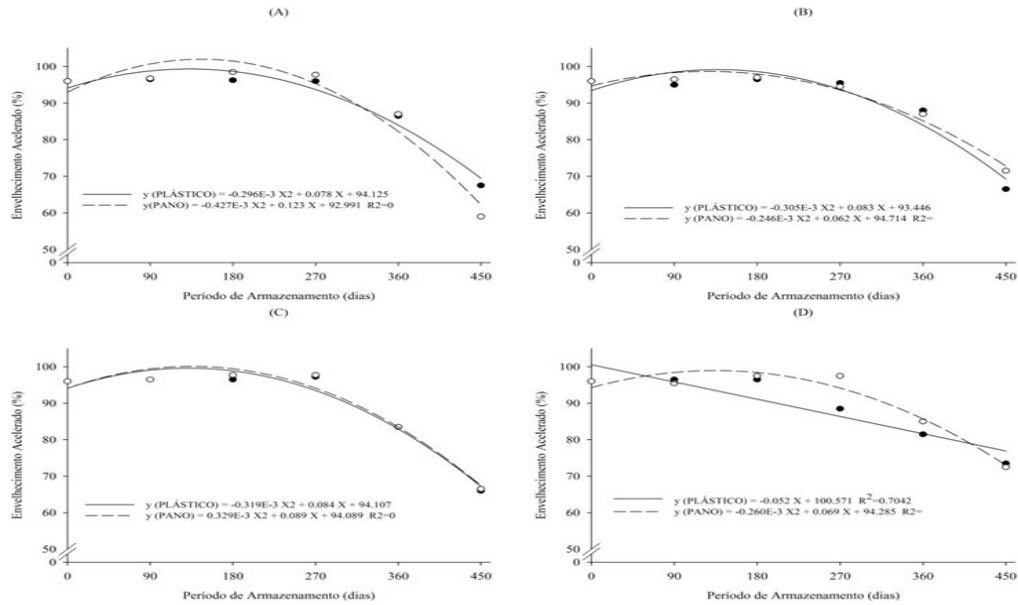 (A)
Envelhecimento Acelerado (%)
100
90
80
70
60
50
0
y (PLÁSTICO) = -0.296E-3 X2 + 0.078 X + 94.125
y(PANO) = -0.427E-3 X2 + 0.123 X + 92.991 R2=0
0 90 180 270 360 450
Período de Armazenamento (dias)
(B)
Envelhecimento Acelerado (%)
100
90
80
70
60
50
0
y (PLÁSTICO) = -0.305E-3 X2 + 0.083 X + 93.446
y (PANO) = -0.246E-3 X2 + 0.062 X + 94.714 R2=
0 90 180 270 360 450
Período de Armazenamento (dias)
(C)
Envelhecimento Acelerado (%)
100
90
80
70
60
50
0
y (PLÁSTICO) = -0.319E-3 X2 + 0.084 X + 94.107
y (PANO) = 0.329E-3 X2 + 0.089 X + 94.089 R2=0
0 90 180 270 360 450
Período de Armazenamento (dias)
(D)
Envelhecimento Acelerado (%)
100
90
80
70
60
50
0
y (PLÁSTICO) = -0.052 X + 100.571 R²=0.7042
y (PANO) = -0.260E-3 X2 + 0.069 X + 94.285 R2=
0 90 180 270 360 450
Período de Armazenamento (dias)